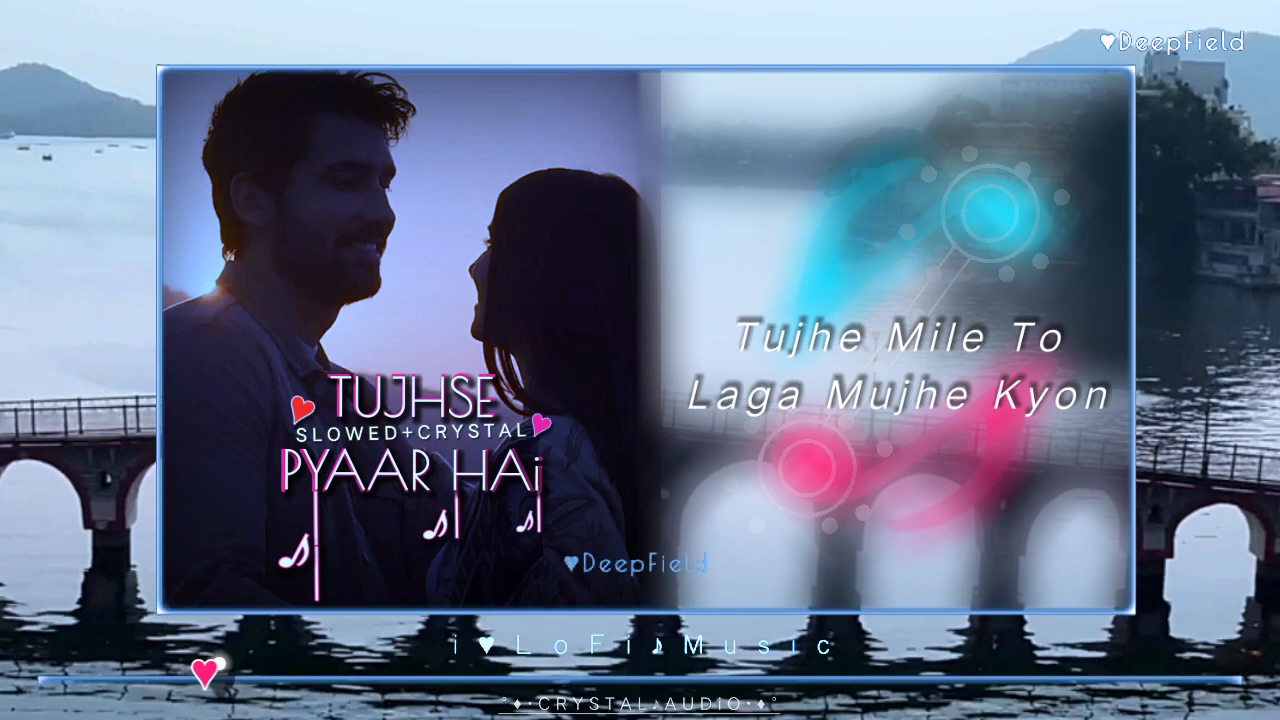 ♥DeepField
TUJHSE
SLOWED+CRYSTAL
PYAAR HAi
Tujhe Mile To
Laga Mujhe Kyon
♥DeepField
i ♥ L o F i ♪ M u s i c
°♦·CRYSTAL♪AUDIO·♦°